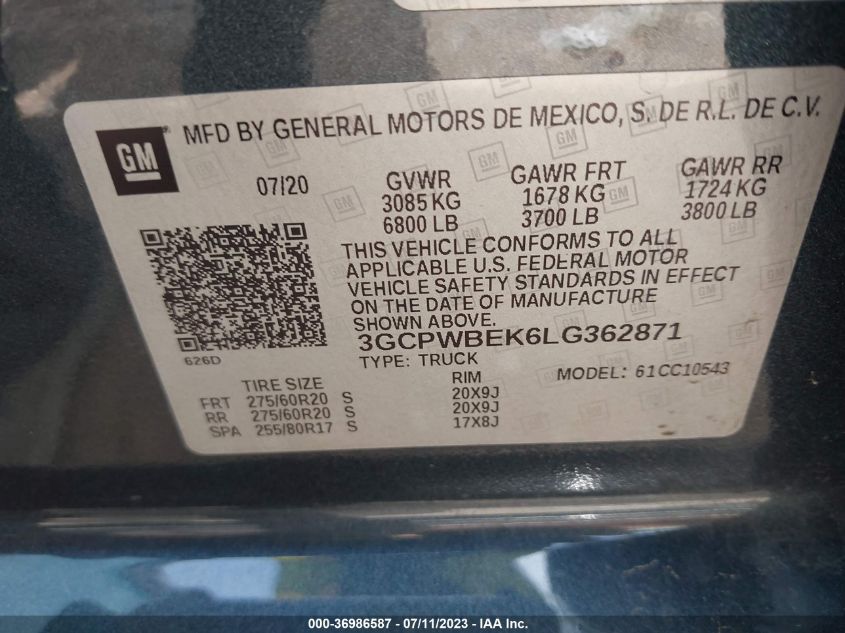 GM
MFD BY GENERAL MOTORS DE MEXICO, S. DE R.L. DE C.V.
07/20 GVWR GAWR FRT GAWR RR
3085 KG 1678 KG 1724 KG
6800 LB 3700 LB 3800 LB
THIS VEHICLE CONFORMS TO ALL
APPLICABLE U.S. FEDERAL MOTOR
VEHICLE SAFETY STANDARDS IN EFFECT
ON THE DATE OF MANUFACTURE
SHOWN ABOVE.
3GCPWBEK6LG362871
626D
TYPE: TRUCK
MODEL: 61CC10543
TIRE SIZE RIM
FRT 275/60R20 S 20X9J
RR 275/60R20 S 20X9J
SPA 255/80R17 S 17X8J
000-36986587 - 07/11/2023 - IAA Inc.